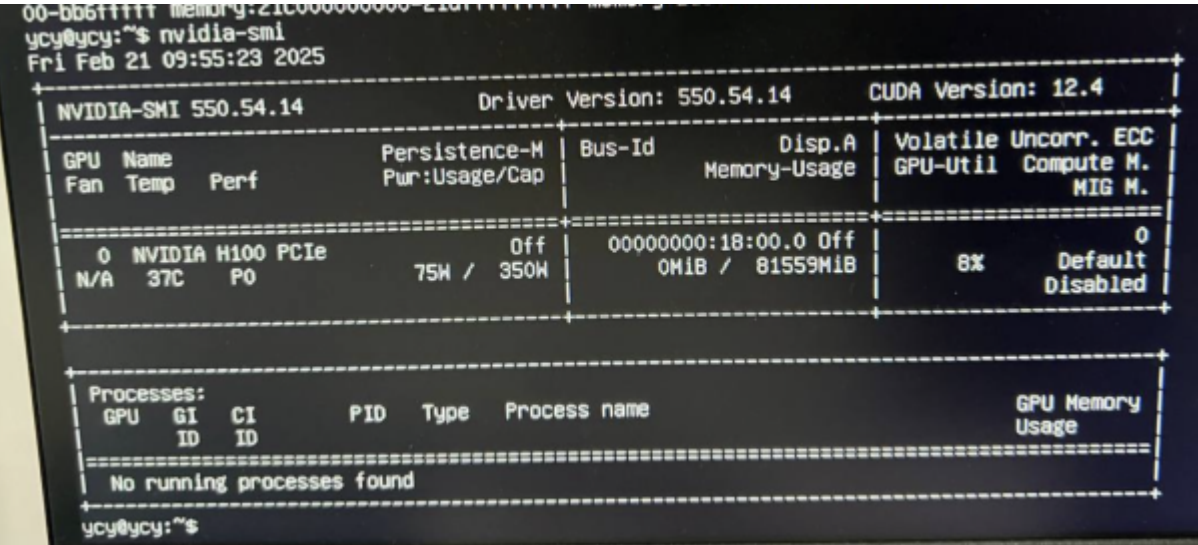 ycy@ycy:~$ nvidia-smi
Fri Feb 21 09:55:23 2025
NVIDIA-SMI 550.54.14 Driver Version: 550.54.14 CUDA Version: 12.4
GPU Name Persistence-M | Bus-Id Disp.A | Volatile Uncorr. ECC
Fan Temp Perf Pwr:Usage/Cap | Memory-Usage | GPU-Util Compute M.
MIG M.
0 NVIDIA H100 PCIe Off | 00000000:18:00.0 Off | 0
N/A 37C P0 75W / 350W | 0MiB / 81559MiB | 8% Default
Disabled
Processes:
GPU GI CI PID Type Process name GPU Memory
ID ID Usage
No running processes found
ycy@ycy:~$